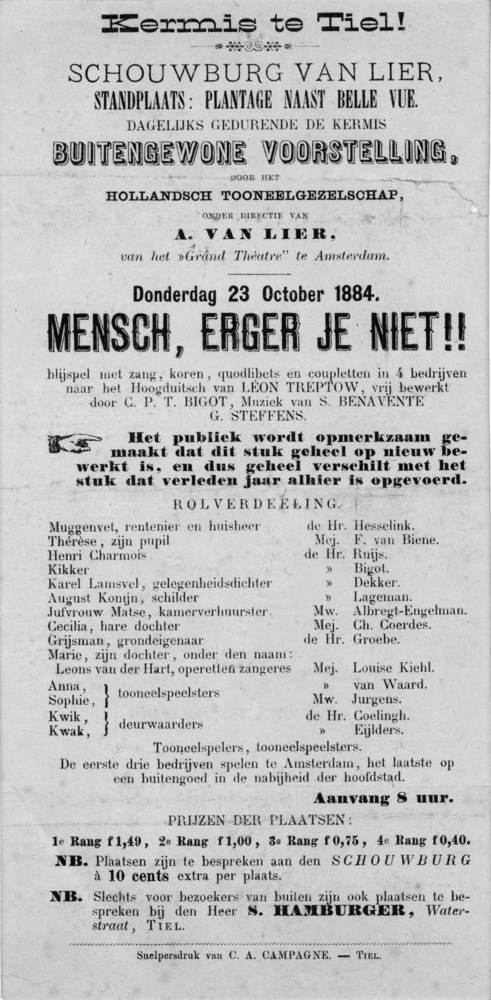 Kermis te Tiel!
SCHOUWBURG VAN LIER,
STANDPLAATS: PLANTAGE NAAST BELLE VUE.
DAGELIJKS GEDURENDE DE KERMIS
BUITENGEWONE VOORSTELLING,
DOOR HET
HOLLANDSCH TOONEELGEZELSCHAP,
ONDER DIRECTIE VAN
A. VAN LIER,
van het »Grand Théatre" te Amsterdam.
Donderdag 23 October 1884.
MENSCH, ERGER JE NIET!!
blijspel met zang, koren, quodlibets en coupletten in 4 bedrijven
naar het Hoogduitsch van LÉON TREPTOW, vrij bewerkt
door C. P. T. BIGOT, Muziek van S. BENAVENTE
G. STEFFENS.
Het publiek wordt opmerkzaam ge-
maakt dat dit stuk geheel op nieuw be-
werkt is, en dus geheel verschilt met het
stuk dat verleden jaar alhier is opgevoerd.
ROLVERDEELING.
Muggenvet, rentenier en huisheer de Hr. Hesselink.
Thérèse, zijn pupil Mej. F. van Biene.
Henri Charmois de Hr. Ruijs.
Kikker » Bigot.
Karel Lamsvel, gelegenheidsdichter » Dekker.
August Konijn, schilder » Lageman.
Jufvrouw Matse, kamerverhuurster Mw. Albregt-Engelman.
Cecilia, hare dochter Mej. Ch. Coerdes.
Grijsman, grondeigenaar de Hr. Groebe.
Marie, zijn dochter, onder den naam:
Leons van der Hart, operetten zangeres Mej. Louise Kiehl.
Anna, } tooneelspeelsters » van Waard.
Sophie, Mw. Jurgens.
Kwik, } deurwaarders de Hr. Coelingh.
Kwak, » Eijlders.
Tooneelspelers, tooneelspeelsters.
De eerste drie bedrijven spelen te Amsterdam, het laatste op
een buitengoed in de nabijheid der hoofdstad.
Aanvang 8 uur.
PRIJZEN DER PLAATSEN:
1e Rang f 1,49, 2e Rang f 1,00, 3e Rang f 0,75, 4e Rang f 0,40.
NB. Plaatsen zijn te bespreken aan den SCHOUWBURG
à 10 cents extra per plaats.
NB. Slechts voor bezoekers van buiten zijn ook plaatsen te be-
spreken bij den Heer S. HAMBURGER, Water-
straat, TIEL.
Snelpersdruk van C. A. CAMPAGNE. — TIEL.